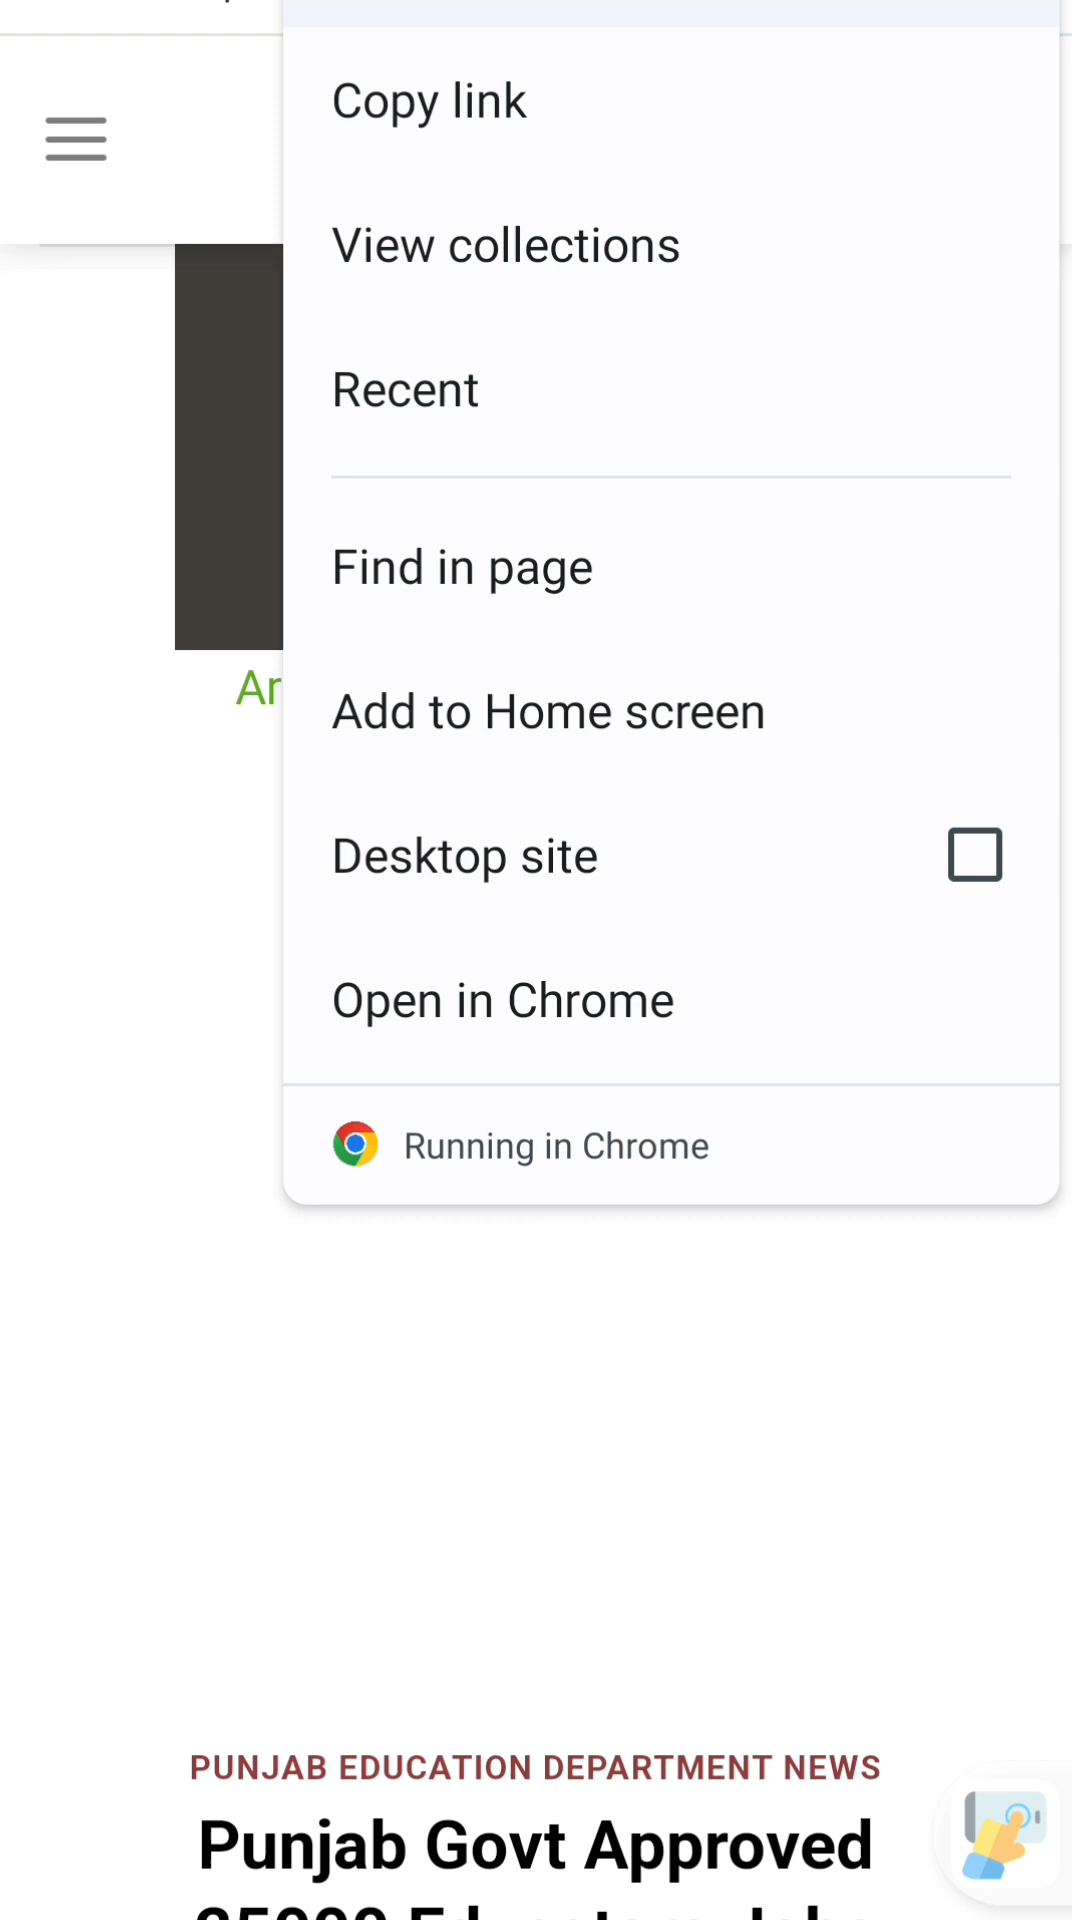 Copy link
View collections
Recent
Find in page
Ar
Add to Home screen
Desktop site
Open in Chrome
Running in Chrome
PUNJAB EDUCATION DEPARTMENT NEWS
Punjab Govt Approved